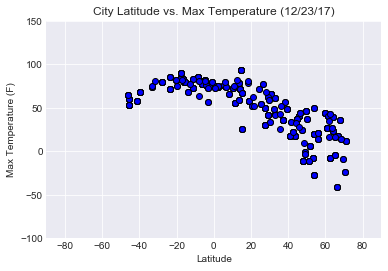 City Latitude vs. Max Temperature (12/23/17)
150
100
50
0
−50
−100
Max Temperature (F)
−80 −60 −40 −20 0 20 40 60 80
Latitude